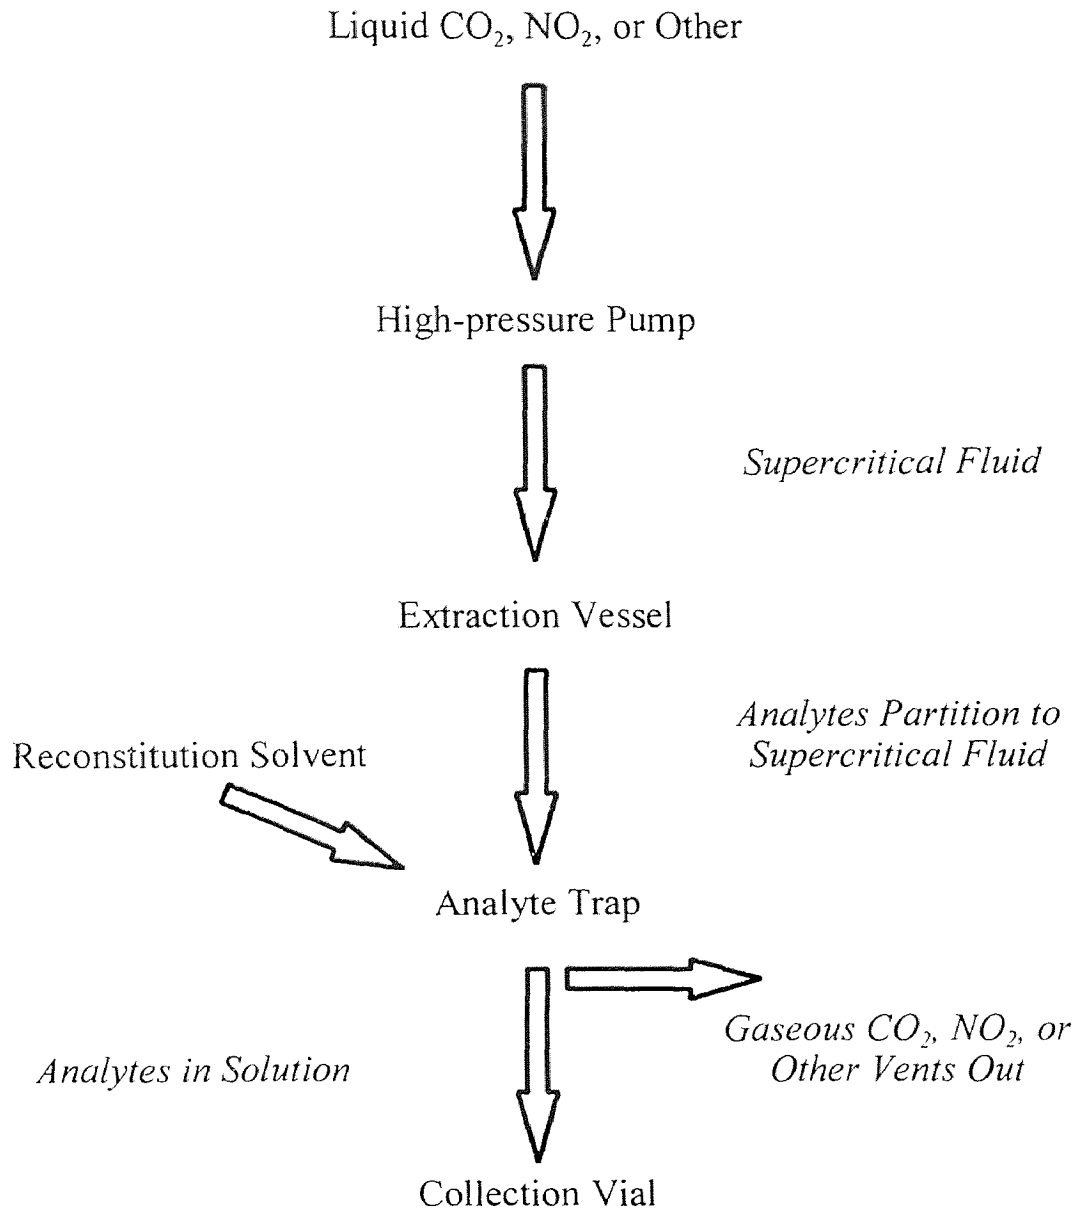 Liquid CO₂, NO₂, or Other
High-pressure Pump
Supercritical Fluid
Extraction Vessel
Analytes Partition to
Supercritical Fluid
Reconstitution Solvent
Analyte Trap
Gaseous CO₂, NO₂, or
Other Vents Out
Analytes in Solution
Collection Vial